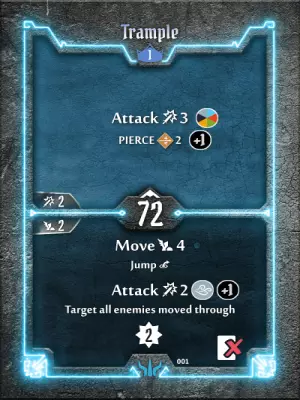 Trample
1
Attack 3
PIERCE 2 +1
2
72
2
Move 4
Jump
Attack 2 +1
Target all enemies moved through
2
001